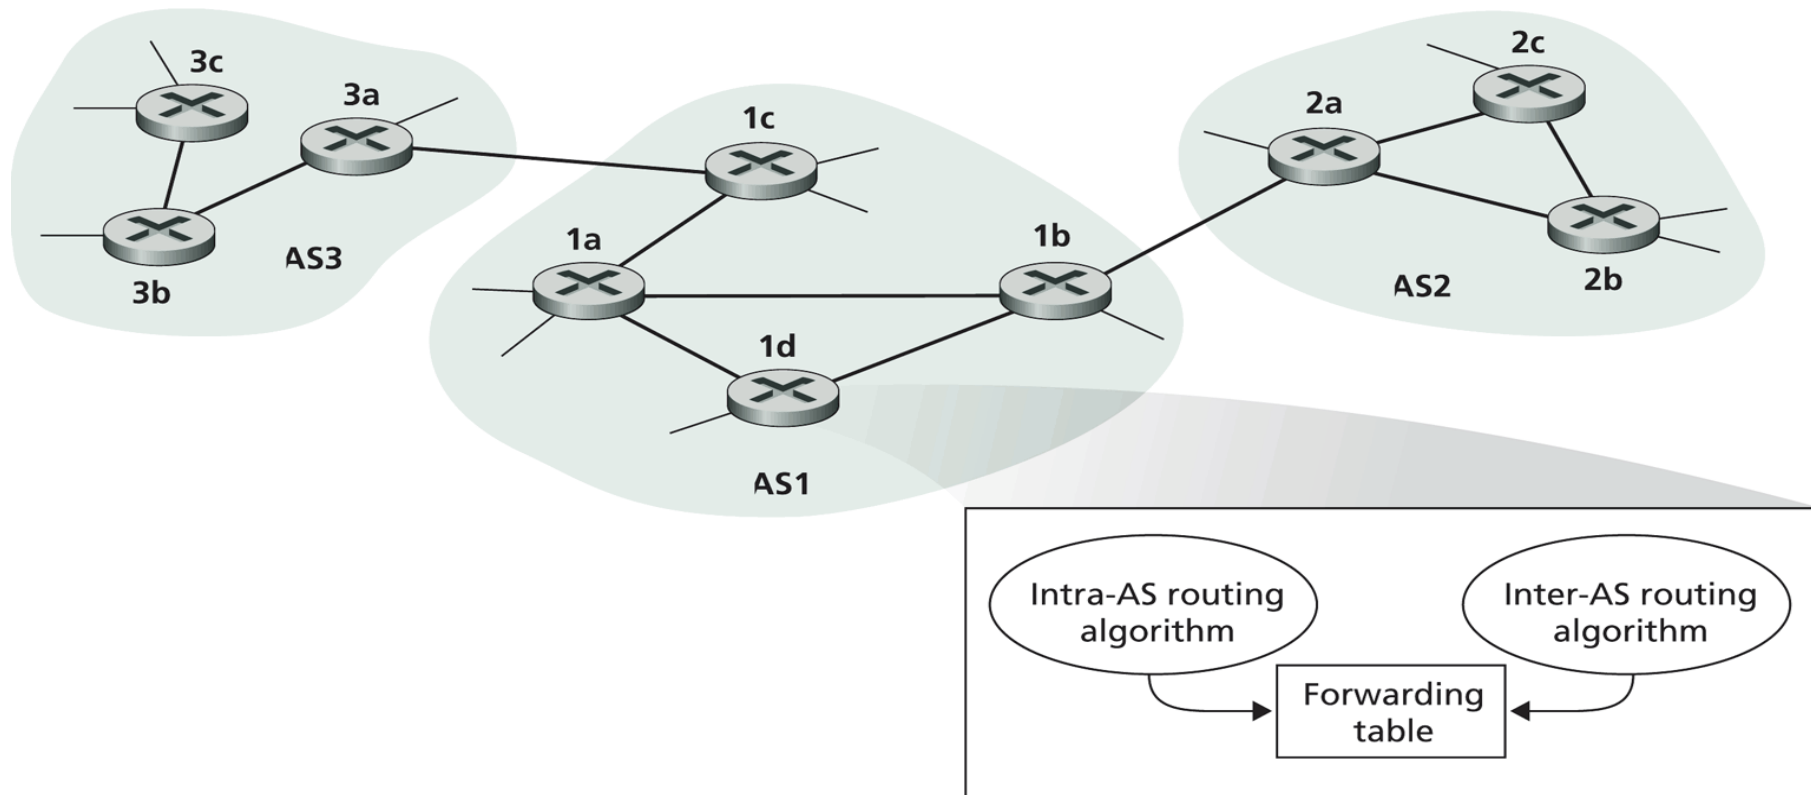 3c
3a
3b
AS3
1c
1a
1b
1d
AS1
2c
2a
2b
AS2
Intra-AS routing
algorithm
Inter-AS routing
algorithm
Forwarding
table